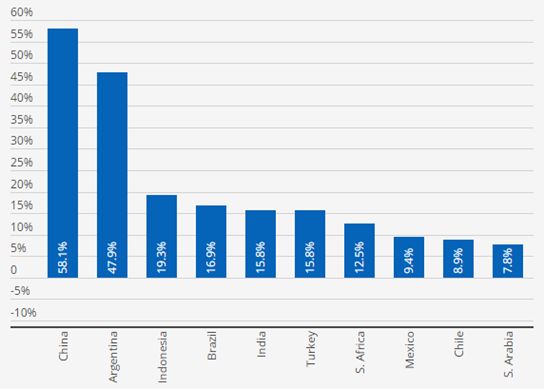 60%
55%
50%
45%
40%
35%
30%
25%
20%
15%
10%
5%
0
-5%
-10%
58.1%
47.9%
19.3%
16.9%
15.8%
15.8%
12.5%
9.4%
8.9%
7.8%
China
Argentina
Indonesia
Brazil
India
Turkey
S. Africa
Mexico
Chile
S. Arabia